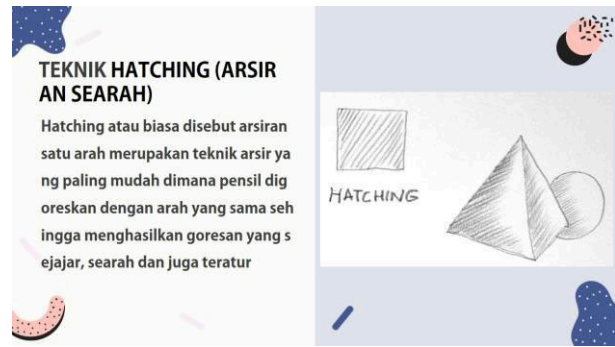 TEKNIK HATCHING (ARSIR
AN SEARAH)
Hatching atau biasa disebut arsiran
satu arah merupakan teknik arsir ya
ng paling mudah dimana pensil dig
oreskan dengan arah yang sama seh
ingga menghasilkan goresan yang s
ejajar, searah dan juga teratur
HATCHING